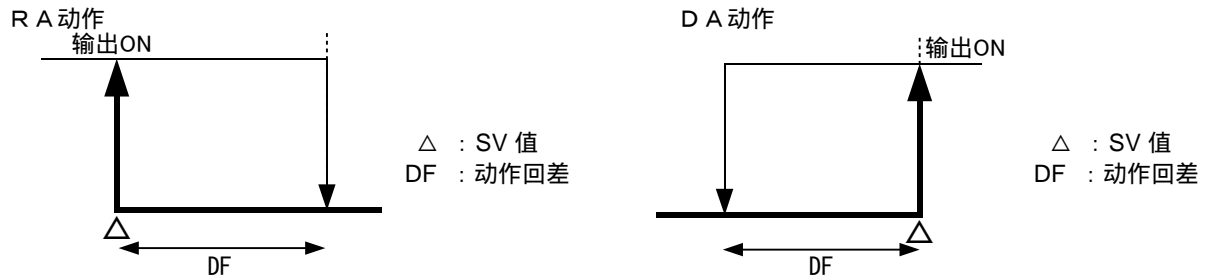 ＲＡ动作
输出ON
△ : SV 值
DF : 动作回差
△
DF
ＤＡ动作
输出ON
△ : SV 值
DF : 动作回差
△
DF